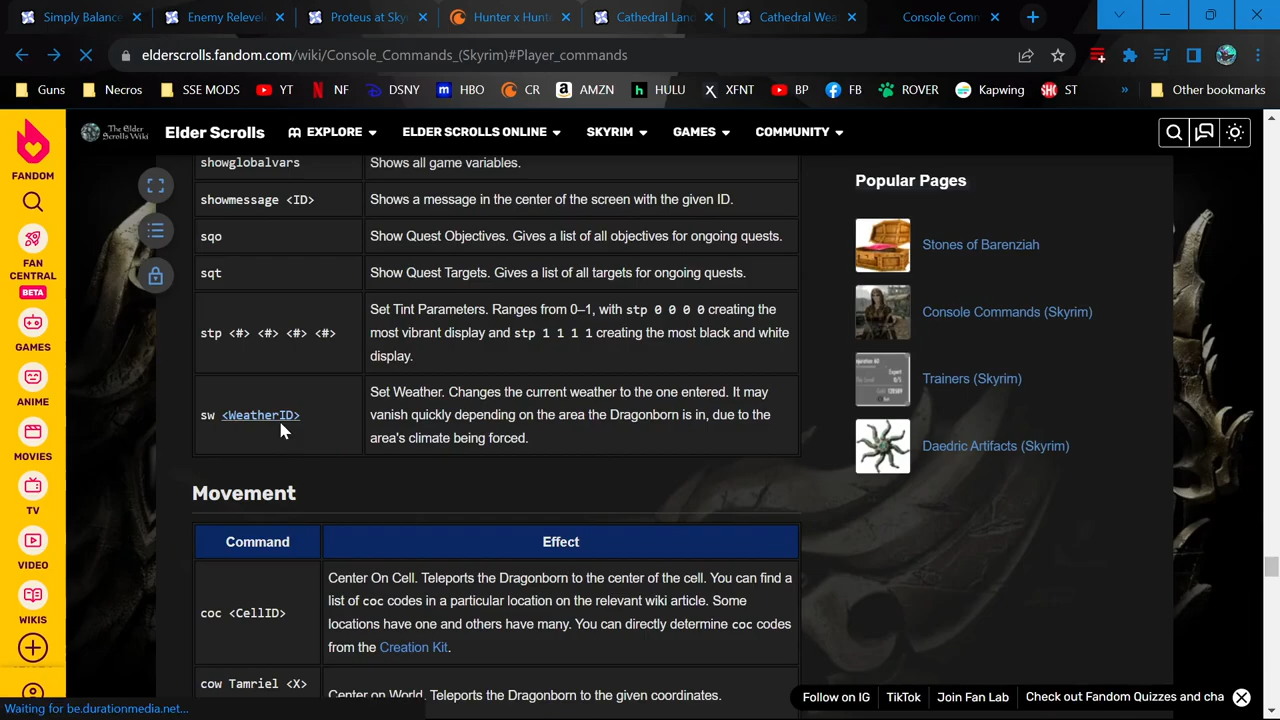 Simply Balance
Enemy Releveli
Proteus at Sky
Hunter x Hunt
Cathedral Land
Cathedral Wea
Console Comm
elderscrolls.fandom.com/wiki/Console_Commands_(Skyrim)#Player_commands
Guns
Necros
SSE MODS
YT
NF
DSNY
HBO
CR
AMZN
HULU
XFNT
BP
FB
ROVER
Kapwing
ST
»
Other bookmarks
FANDOM
FAN CENTRAL
BETA
GAMES
ANIME
MOVIES
TV
VIDEO
WIKIS
The Elder Scrolls Wiki
Elder Scrolls
EXPLORE
ELDER SCROLLS ONLINE
SKYRIM
GAMES
COMMUNITY
showglobalvars
Shows all game variables.
showmessage <ID>
Shows a message in the center of the screen with the given ID.
sqo
Show Quest Objectives. Gives a list of all objectives for ongoing quests.
sqt
Show Quest Targets. Gives a list of all targets for ongoing quests.
stp <#> <#> <#> <#>
Set Tint Parameters. Ranges from 0–1, with stp 0 0 0 0 creating the
most vibrant display and stp 1 1 1 1 creating the most black and white
display.
sw <WeatherID>
Set Weather. Changes the current weather to the one entered. It may
vanish quickly depending on the area the Dragonborn is in, due to the
area's climate being forced.
Movement
Command
Effect
coc <CellID>
Center On Cell. Teleports the Dragonborn to the center of the cell. You can find a
list of coc codes in a particular location on the relevant wiki article. Some
locations have one and others have many. You can directly determine coc codes
from the Creation Kit.
cow Tamriel <X>
Center on World. Teleports the Dragonborn to the given coordinates.
Popular Pages
Stones of Barenziah
Console Commands (Skyrim)
Trainers (Skyrim)
Daedric Artifacts (Skyrim)
Follow on IG
TikTok
Join Fan Lab
Check out Fandom Quizzes and cha
Waiting for be.durationmedia.net...